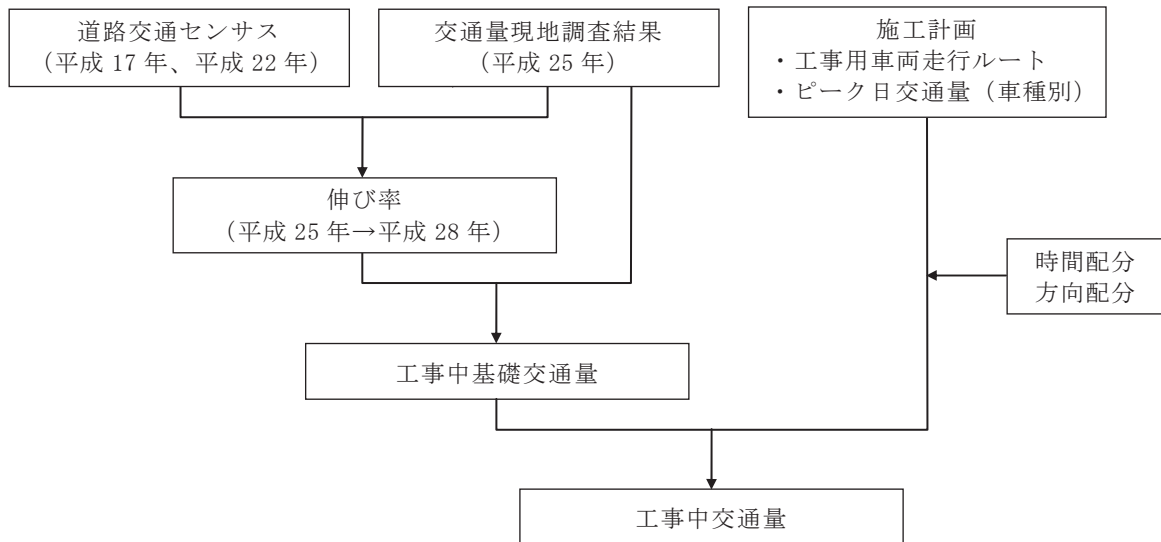 道路交通センサス
（平成 17 年、平成 22 年）
交通量現地調査結果
（平成 25 年）
施工計画
・工事用車両走行ルート
・ピーク日交通量（車種別）
伸び率
（平成 25 年→平成 28 年）
時間配分
方向配分
工事中基礎交通量
工事中交通量